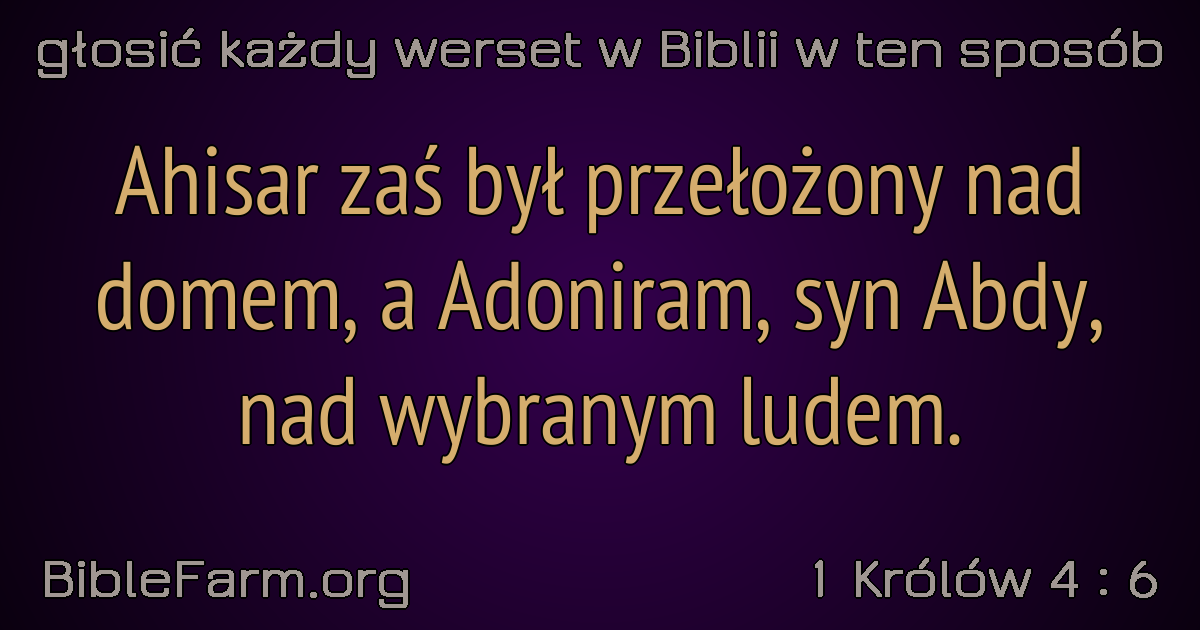 głosić każdy werset w Biblii w ten sposób
Ahisar zaś był przełożony nad
domem, a Adoniram, syn Abdy,
nad wybranym ludem.
BibleFarm.org
1 Królów 4 : 6